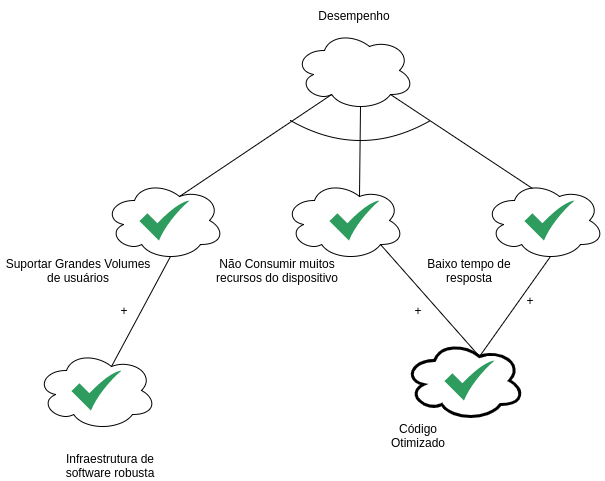 Desempenho
Suportar Grandes Volumes
de usuários
Não Consumir muitos
recursos do dispositivo
Baixo tempo de
resposta
+
+
+
Código
Otimizado
Infraestrutura de
software robusta